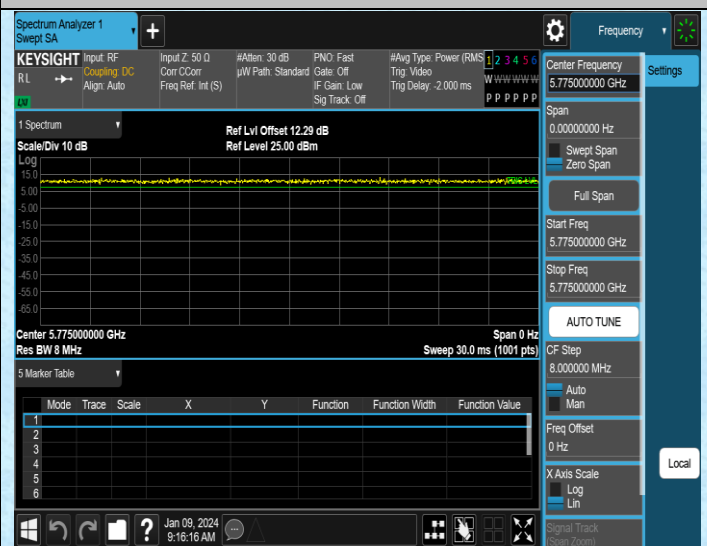 Spectrum Analyzer 1
Swept SA
Frequency
KEYSIGHT
Input: RF
Input Z: 50 Ω
#Atten: 30 dB
PNO: Fast
#Avg Type: Power (RMS
1 2 3 4 5 6
RL
Coupling: DC
Corr CCorr
µW Path: Standard
Gate: Off
Trig: Video
W W W W W W
Align: Auto
Freq Ref: Int (S)
IF Gain: Low
Trig Delay: -2.000 ms
Sig Track: Off
P P P P P P
LXI
1 Spectrum
Ref Lvl Offset 12.29 dB
Scale/Div 10 dB
Ref Level 25.00 dBm
Log
15.0
5.00
-5.00
-15.0
-25.0
-35.0
-45.0
-55.0
-65.0
Center 5.775000000 GHz
Span 0 Hz
Res BW 8 MHz
Sweep 30.0 ms (1001 pts)
5 Marker Table
Mode Trace Scale X Y Function Function Width Function Value
1
2
3
4
5
6
Jan 09, 2024
9:16:16 AM
?
Center Frequency
5.775000000 GHz
Settings
Span
0.00000000 Hz
Swept Span
Zero Span
Full Span
Start Freq
5.775000000 GHz
Stop Freq
5.775000000 GHz
AUTO TUNE
CF Step
8.000000 MHz
Auto
Man
Freq Offset
0 Hz
X Axis Scale
Log
Lin
Signal Track
(Span Zoom)
Local